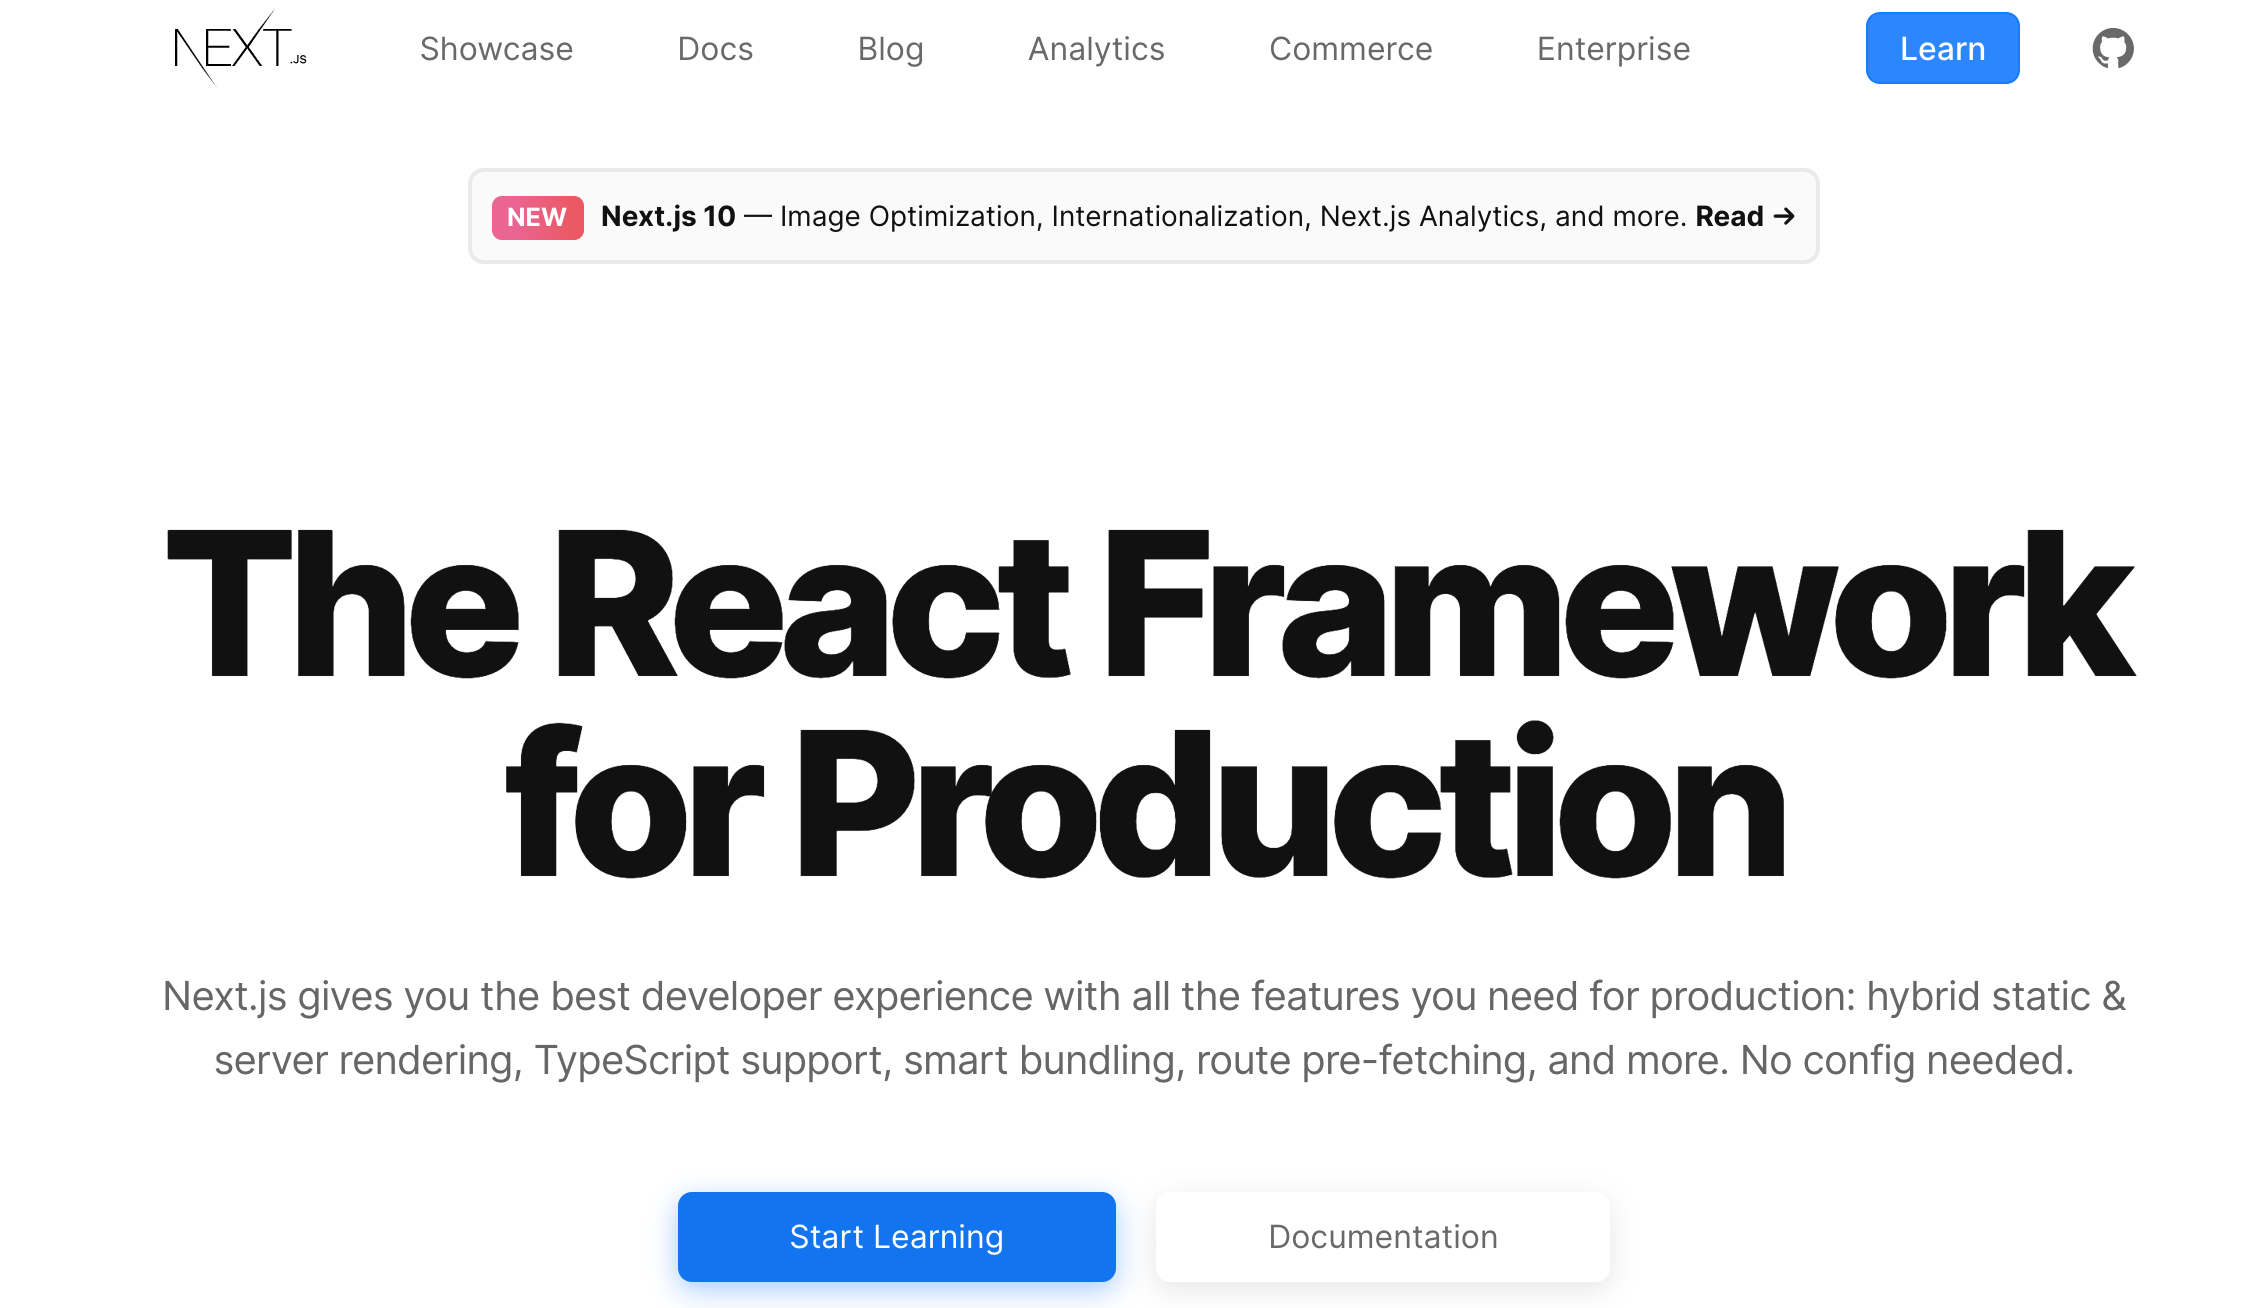 NEXT.JS
Showcase Docs Blog Analytics Commerce Enterprise Learn
NEW Next.js 10 — Image Optimization, Internationalization, Next.js Analytics, and more. Read →
The React Framework
for Production
Next.js gives you the best developer experience with all the features you need for production: hybrid static &
server rendering, TypeScript support, smart bundling, route pre-fetching, and more. No config needed.
Start Learning Documentation